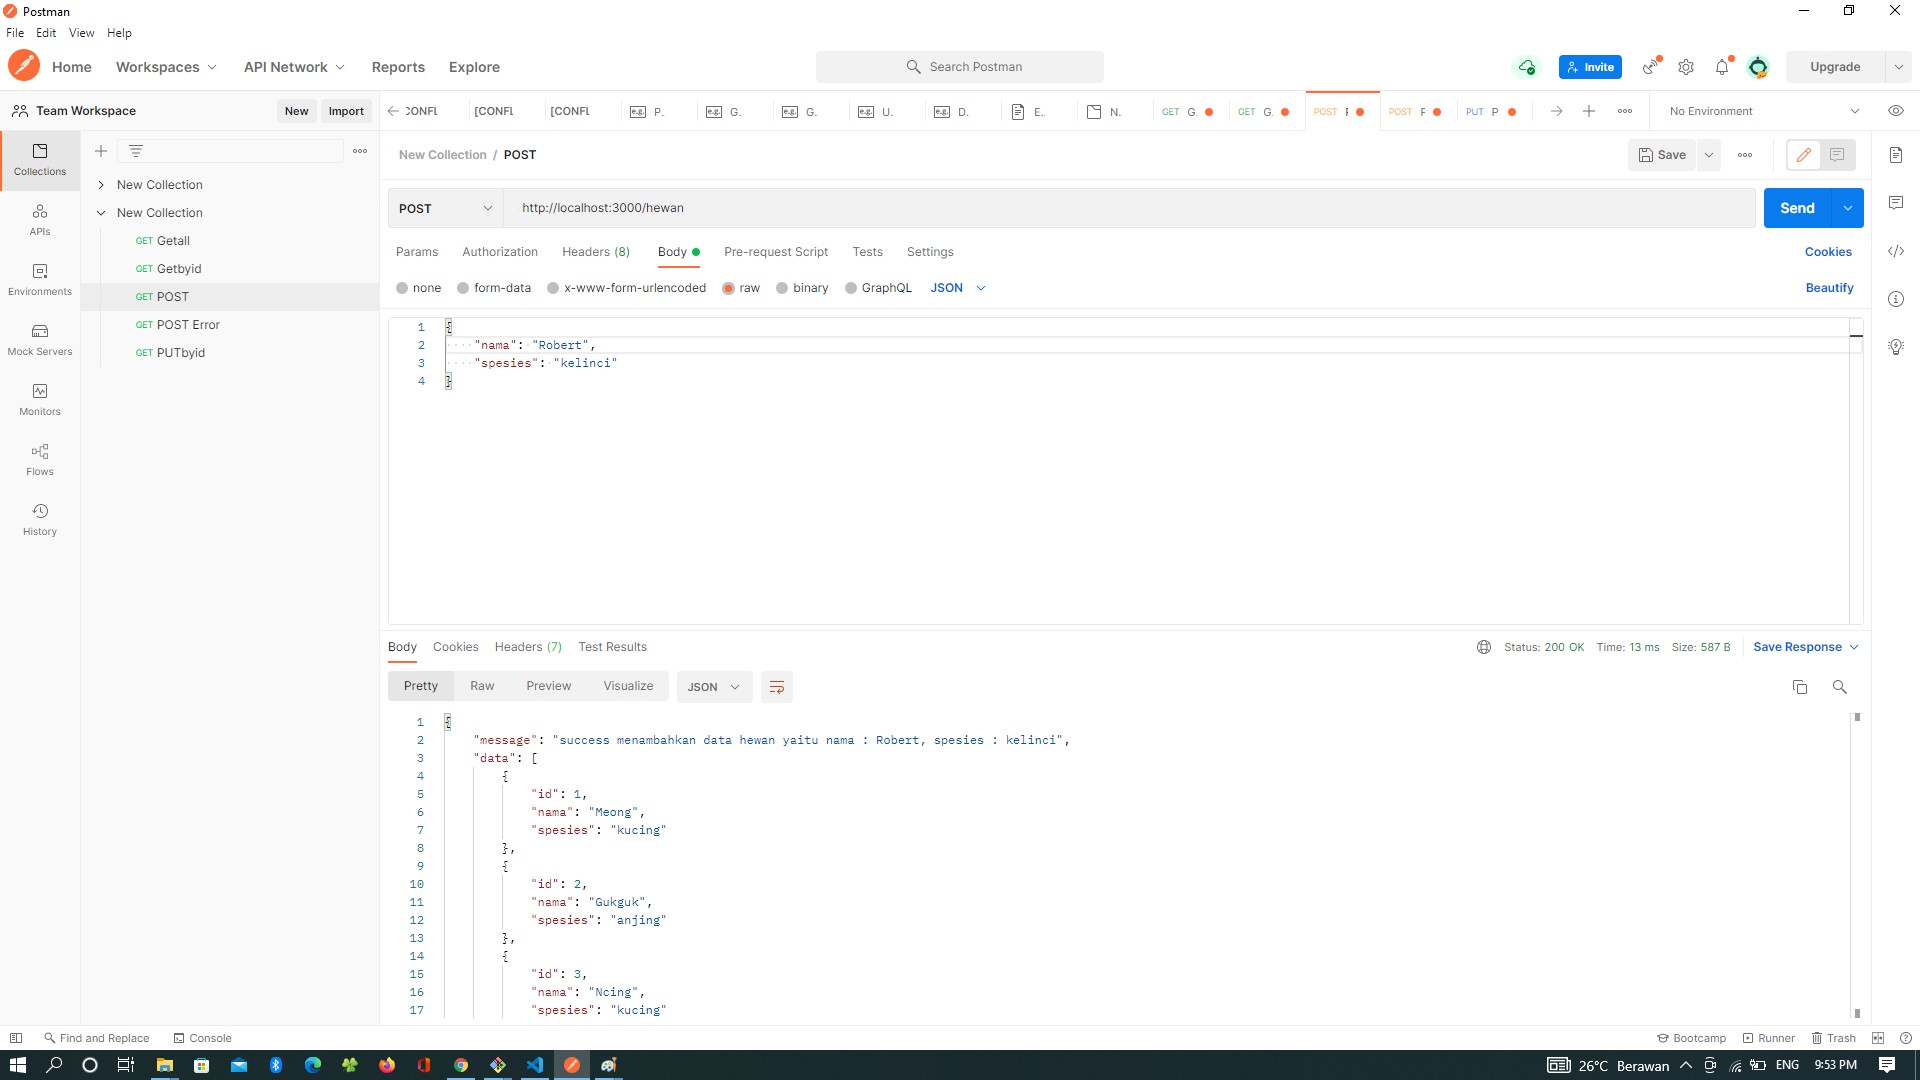 Postman
File Edit View Help
Home Workspaces API Network Reports Explore Search Postman Invite Upgrade
Team Workspace New Import CONFL [CONFL [CONFL e.g. P. e.g. G. e.g. G. e.g. U. e.g. D. E.. N. GET G. GET G. POST POST F PUT P No Environment
New Collection / POST Save
Collections
APIs
Environments
Mock Servers
Monitors
Flows
History
New Collection
New Collection
GET Getall
GET Getbyid
GET POST
GET POST Error
GET PUTbyid
POST http://localhost:3000/hewan Send
Params Authorization Headers (8) Body Pre-request Script Tests Settings Cookies
none form-data x-www-form-urlencoded raw binary GraphQL JSON Beautify
1 {
2 "nama": "Robert",
3 "spesies": "kelinci"
4 }
Body Cookies Headers (7) Test Results Status: 200 OK Time: 13 ms Size: 587 B Save Response
Pretty Raw Preview Visualize JSON
1 {
2 "message": "success menambahkan data hewan yaitu nama : Robert, spesies : kelinci",
3 "data": [
4 {
5 "id": 1,
6 "nama": "Meong",
7 "spesies": "kucing"
8 },
9 {
10 "id": 2,
11 "nama": "Gukguk",
12 "spesies": "anjing"
13 },
14 {
15 "id": 3,
16 "nama": "Ncing",
17 "spesies": "kucing"
Find and Replace Console Bootcamp Runner Trash
26°C Berawan ENG 9:53 PM